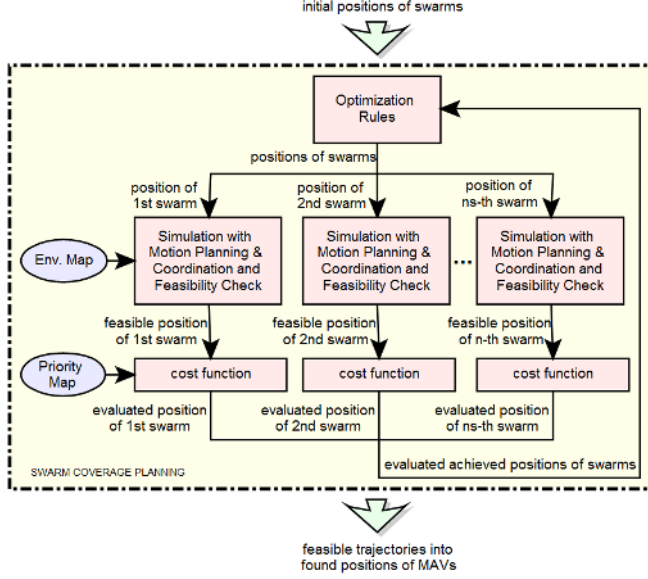 initial positions of swarms
Optimization
Rules
positions of swarms
position of
1st swarm
position of
2nd swarm
position of
ns-th swarm
Env. Map
Simulation with
Motion Planning &
Coordination and
Feasibility Check
Simulation with
Motion Planning &
Coordination and
Feasibility Check
...
Simulation with
Motion Planning &
Coordination and
Feasibility Check
feasible position
of 1st swarm
feasible position
of 2nd swarm
feasible position
of n-th swarm
Priority
Map
cost function
cost function
cost function
evaluated position
of 1st swarm
evaluated position
of 2nd swarm
evaluated position
of ns-th swarm
SWARM COVERAGE PLANNING
evaluated achieved positions of swarms
feasible trajectories into
found positions of MAVs